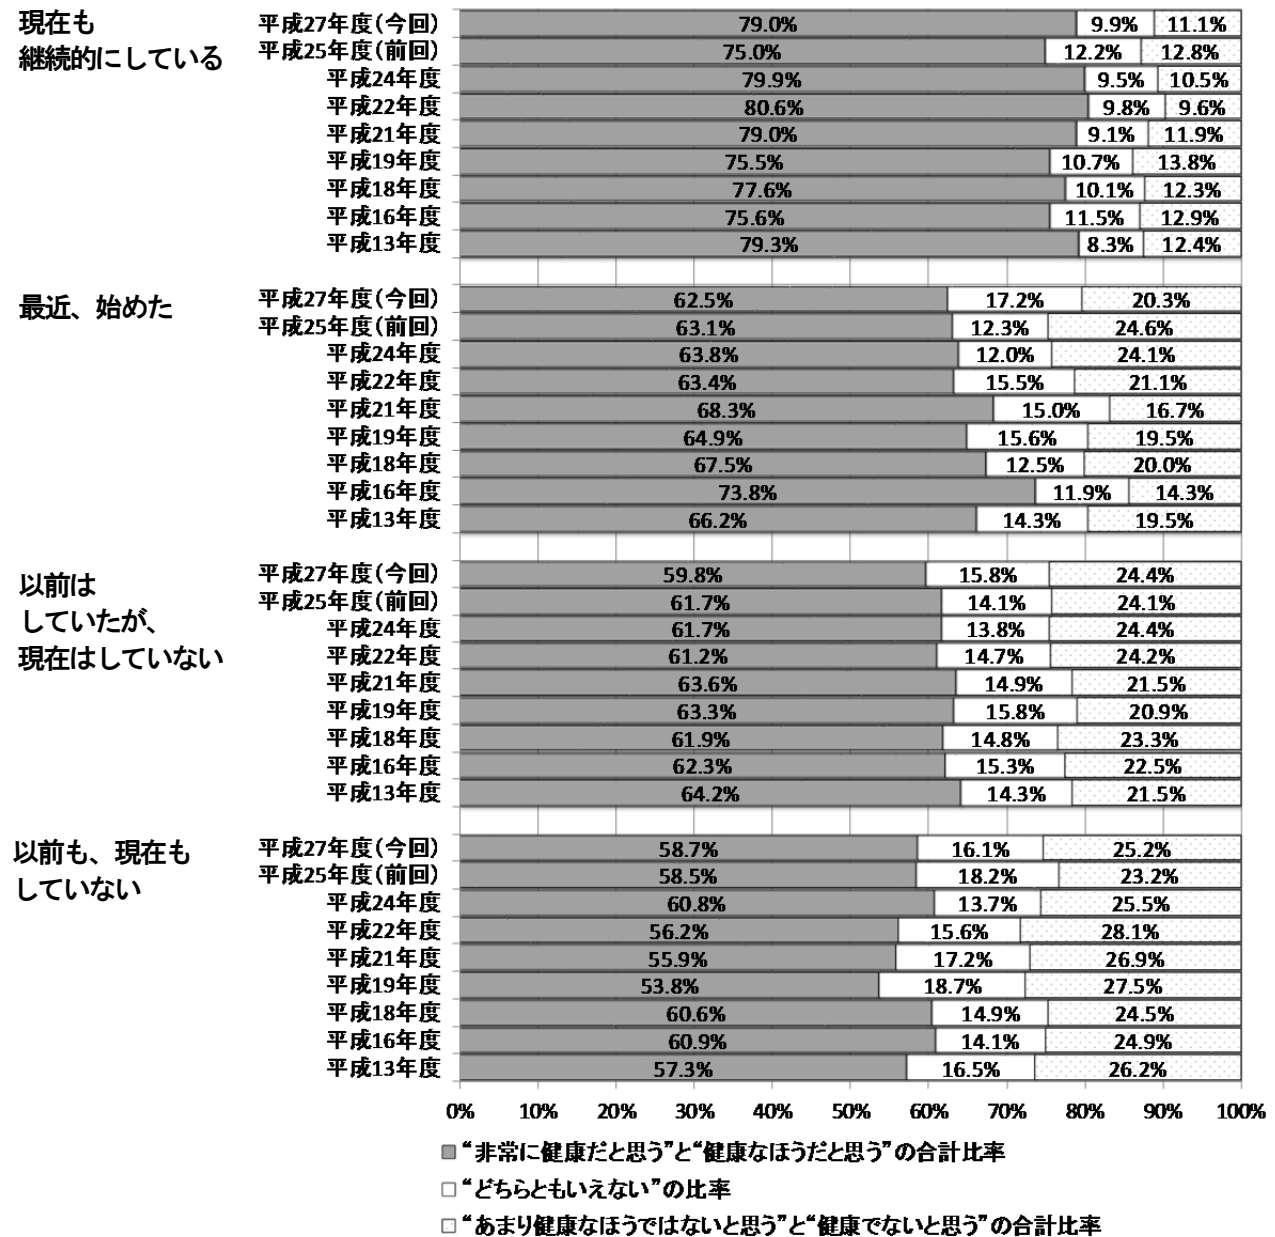 現在も
継続的にしている
平成27年度(今回) 79.0% 9.9% 11.1%
平成25年度(前回) 75.0% 12.2% 12.8%
平成24年度 79.9% 9.5% 10.5%
平成22年度 80.6% 9.8% 9.6%
平成21年度 79.0% 9.1% 11.9%
平成19年度 75.5% 10.7% 13.8%
平成18年度 77.6% 10.1% 12.3%
平成16年度 75.6% 11.5% 12.9%
平成13年度 79.3% 8.3% 12.4%
最近、始めた
平成27年度(今回) 62.5% 17.2% 20.3%
平成25年度(前回) 63.1% 12.3% 24.6%
平成24年度 63.8% 12.0% 24.1%
平成22年度 63.4% 15.5% 21.1%
平成21年度 68.3% 15.0% 16.7%
平成19年度 64.9% 15.6% 19.5%
平成18年度 67.5% 12.5% 20.0%
平成16年度 73.8% 11.9% 14.3%
平成13年度 66.2% 14.3% 19.5%
以前は
していたが、
現在はしていない
平成27年度(今回) 59.8% 15.8% 24.4%
平成25年度(前回) 61.7% 14.1% 24.1%
平成24年度 61.7% 13.8% 24.4%
平成22年度 61.2% 14.7% 24.2%
平成21年度 63.6% 14.9% 21.5%
平成19年度 63.3% 15.8% 20.9%
平成18年度 61.9% 14.8% 23.3%
平成16年度 62.3% 15.3% 22.5%
平成13年度 64.2% 14.3% 21.5%
以前も、現在も
していない
平成27年度(今回) 58.7% 16.1% 25.2%
平成25年度(前回) 58.5% 18.2% 23.2%
平成24年度 60.8% 13.7% 25.5%
平成22年度 56.2% 15.6% 28.1%
平成21年度 55.9% 17.2% 26.9%
平成19年度 53.8% 18.7% 27.5%
平成18年度 60.6% 14.9% 24.5%
平成16年度 60.9% 14.1% 24.9%
平成13年度 57.3% 16.5% 26.2%
0% 10% 20% 30% 40% 50% 60% 70% 80% 90% 100%
“非常に健康だと思う”と“健康なほうだと思う”の合計比率
“どちらともいえない”の比率
“あまり健康なほうではないと思う”と“健康でないと思う”の合計比率